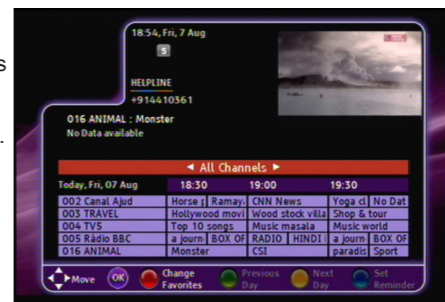 18:54, Fri, 7 Aug
S
s
HELPLINE
+914410361
016 ANIMAL : Monster
No Data available
.
◄ All Channels ►
Today, Fri, 07 Aug 18:30 19:00 19:30
002 Canal Ajud Horse Ramay. CNN News Yoga cl No Dat
003 TRAVEL Hollywood movi Wood stock villa Shop & tour
004 TV5 Top 10 songs Music masala Music world
005 Rádio BBC a journ BOX OF RADIO HINDI a journ BOX OF
016 ANIMAL Monster CSI paradis Sport
Move OK Change Favorites Previous Day Next Day Set Reminder